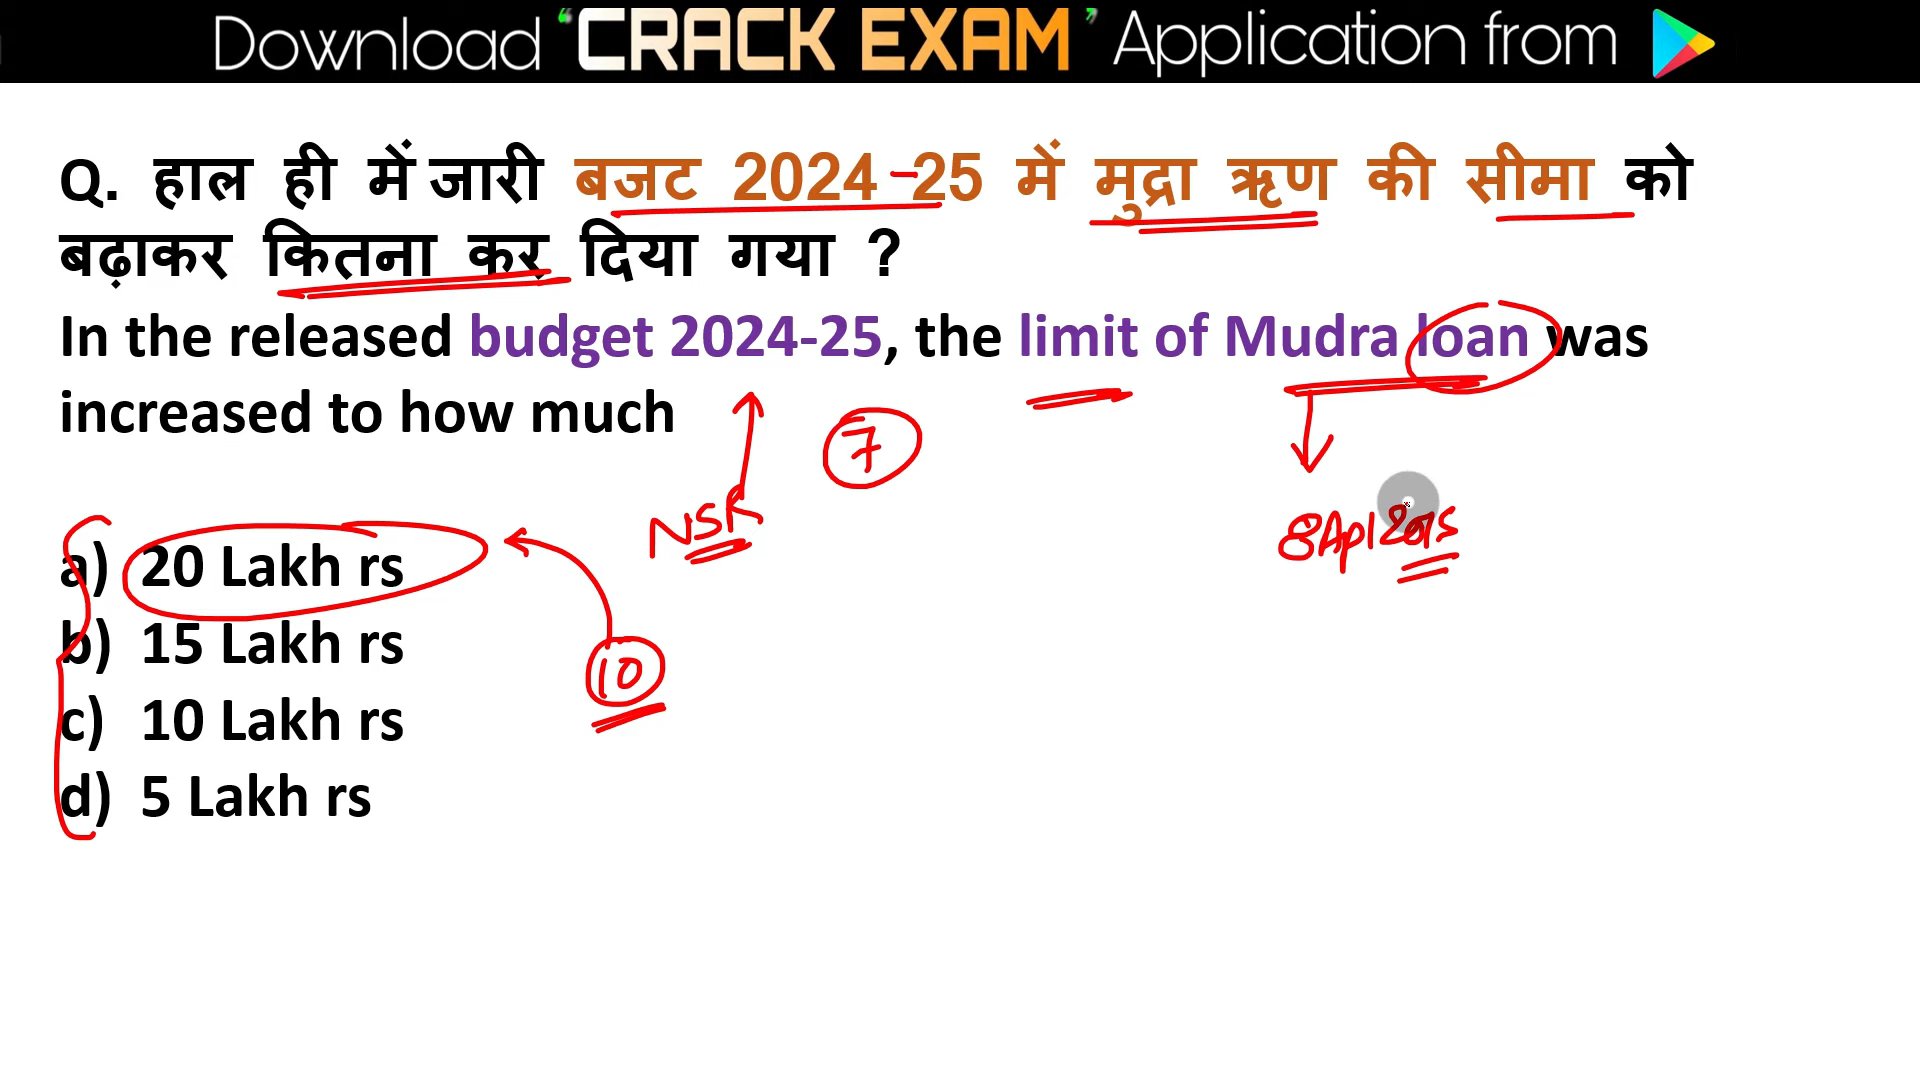 Download "CRACK EXAM" Application from
Q. हाल ही में जारी बजट 2024-25 में मुद्रा ऋण की सीमा को
बढ़ाकर कितना कर दिया गया ?
In the released budget 2024-25, the limit of Mudra loan was
increased to how much
7
NSR
8Apl 2015
a) 20 Lakh rs
b) 15 Lakh rs
10
c) 10 Lakh rs
d) 5 Lakh rs